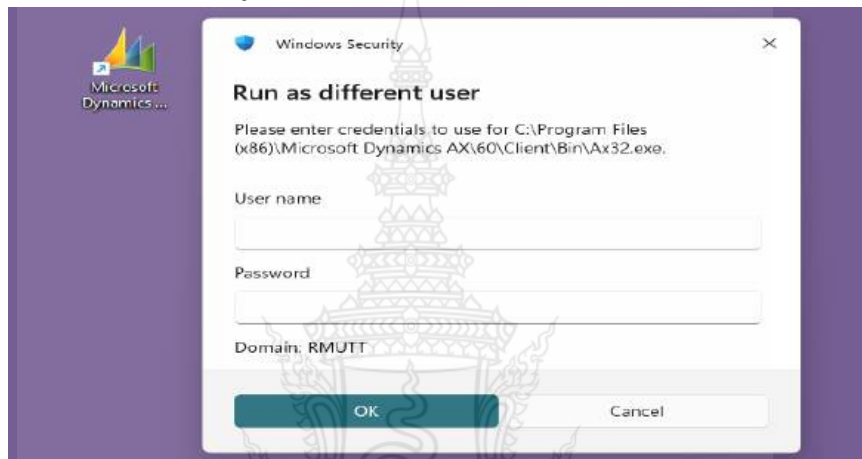 Microsoft
Dynamics ...
Windows Security
Run as different user
Please enter credentials to use for C:\Program Files
(x86)\Microsoft Dynamics AX\60\Client\Bin\Ax32.exe.
User name
Password
Domain: RMUTT
OK
Cancel